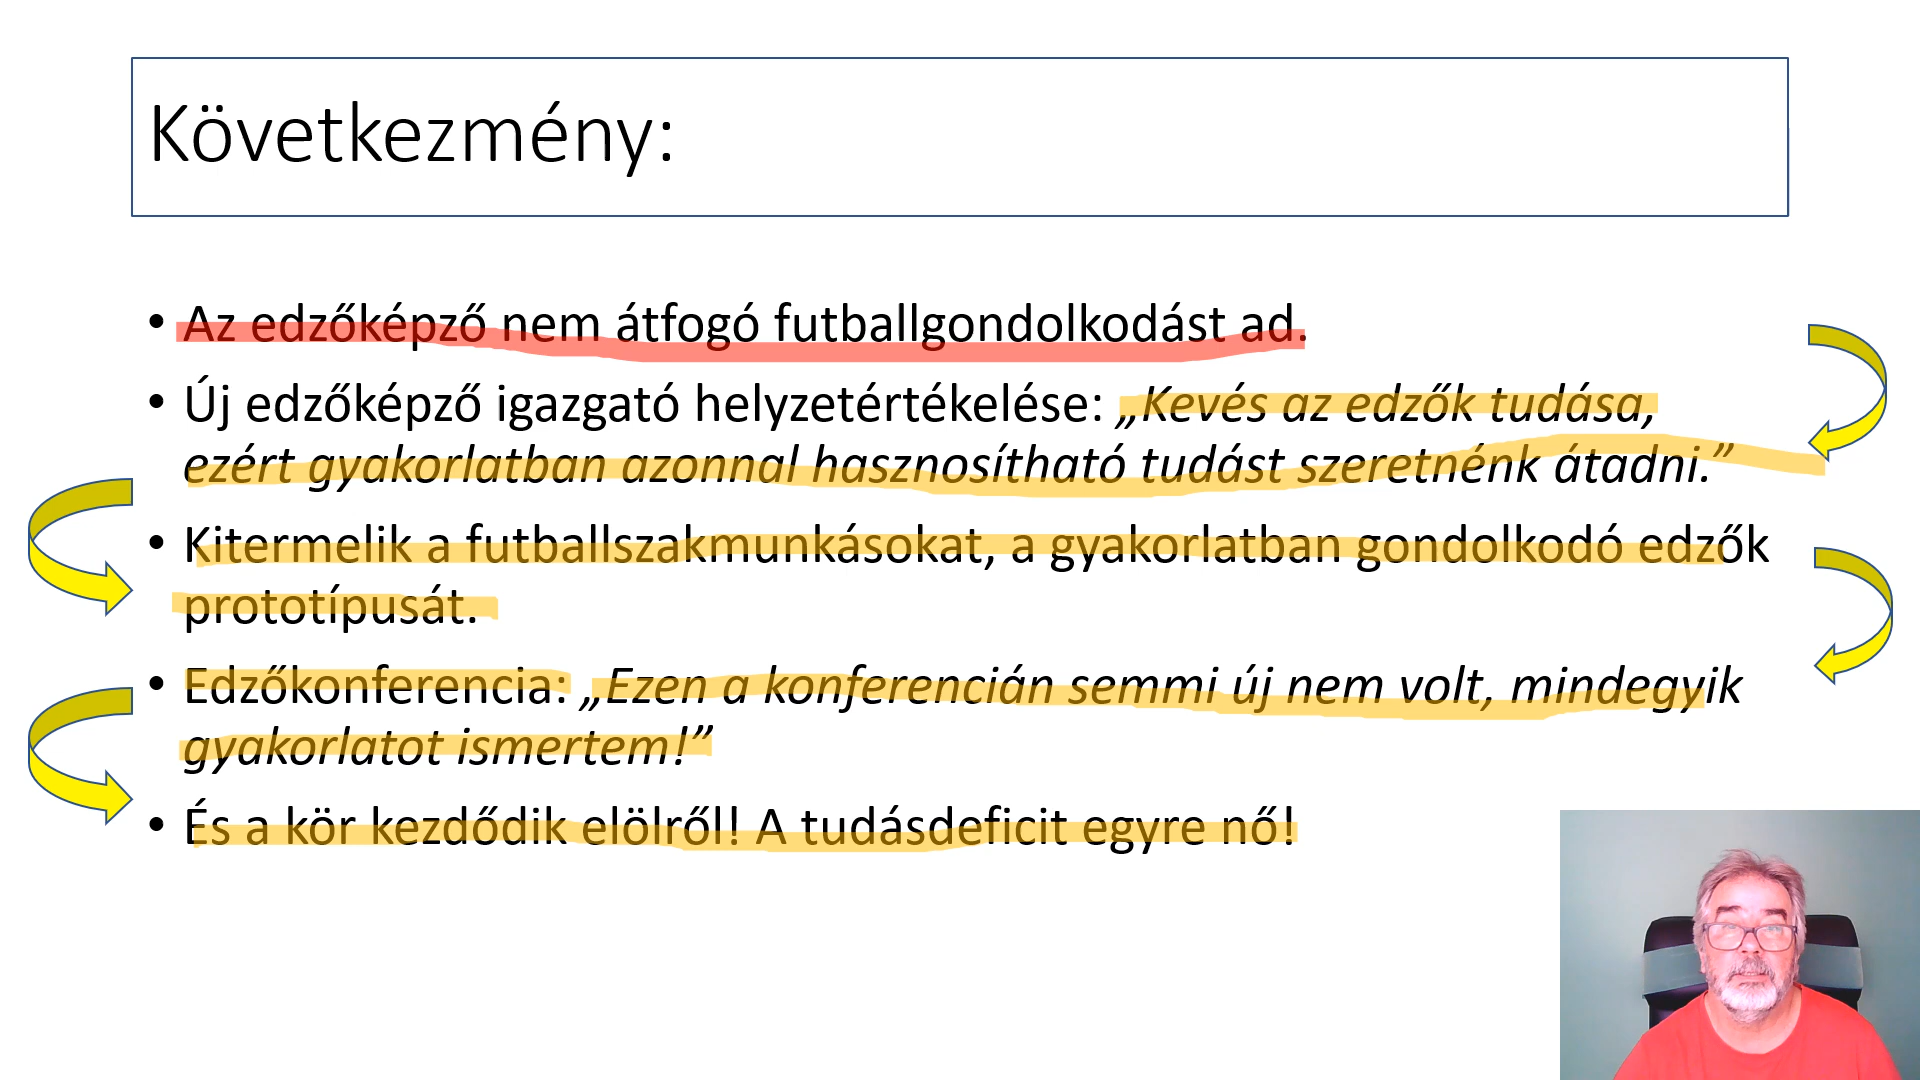 Következmény:
• Az edzőképző nem átfogó futballgondolkodást ad.
• Új edzőképző igazgató helyzetértékelése: „Kevés az edzők tudása,
ezért gyakorlatban azonnal hasznosítható tudást szeretnénk átadni.”
• Kitermelik a futballszakmunkásokat, a gyakorlatban gondolkodó edzők
prototípusát.
• Edzőkonferencia: „Ezen a konferencián semmi új nem volt, mindegyik
gyakorlatot ismertem!”
• És a kör kezdődik elölről! A tudásdeficit egyre nő!